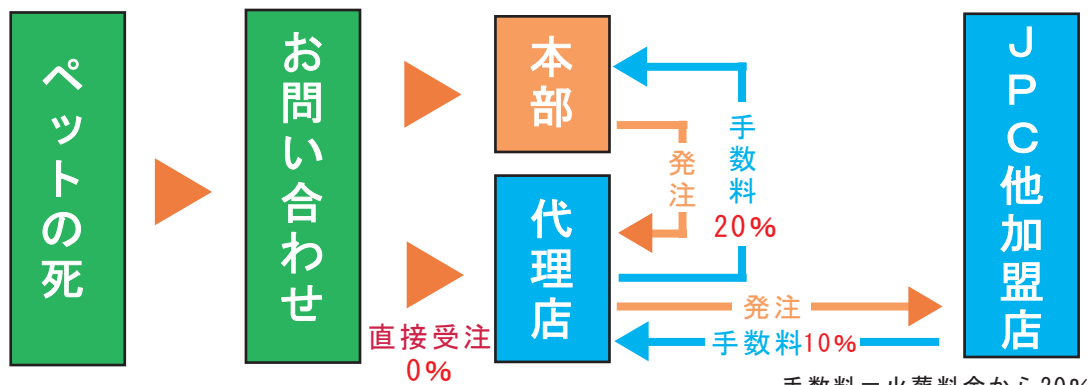 ペットの死
お問い合わせ
本部
代理店
JPC他加盟店
発注
手数料
20%
発注
手数料10%
直接受注
0%